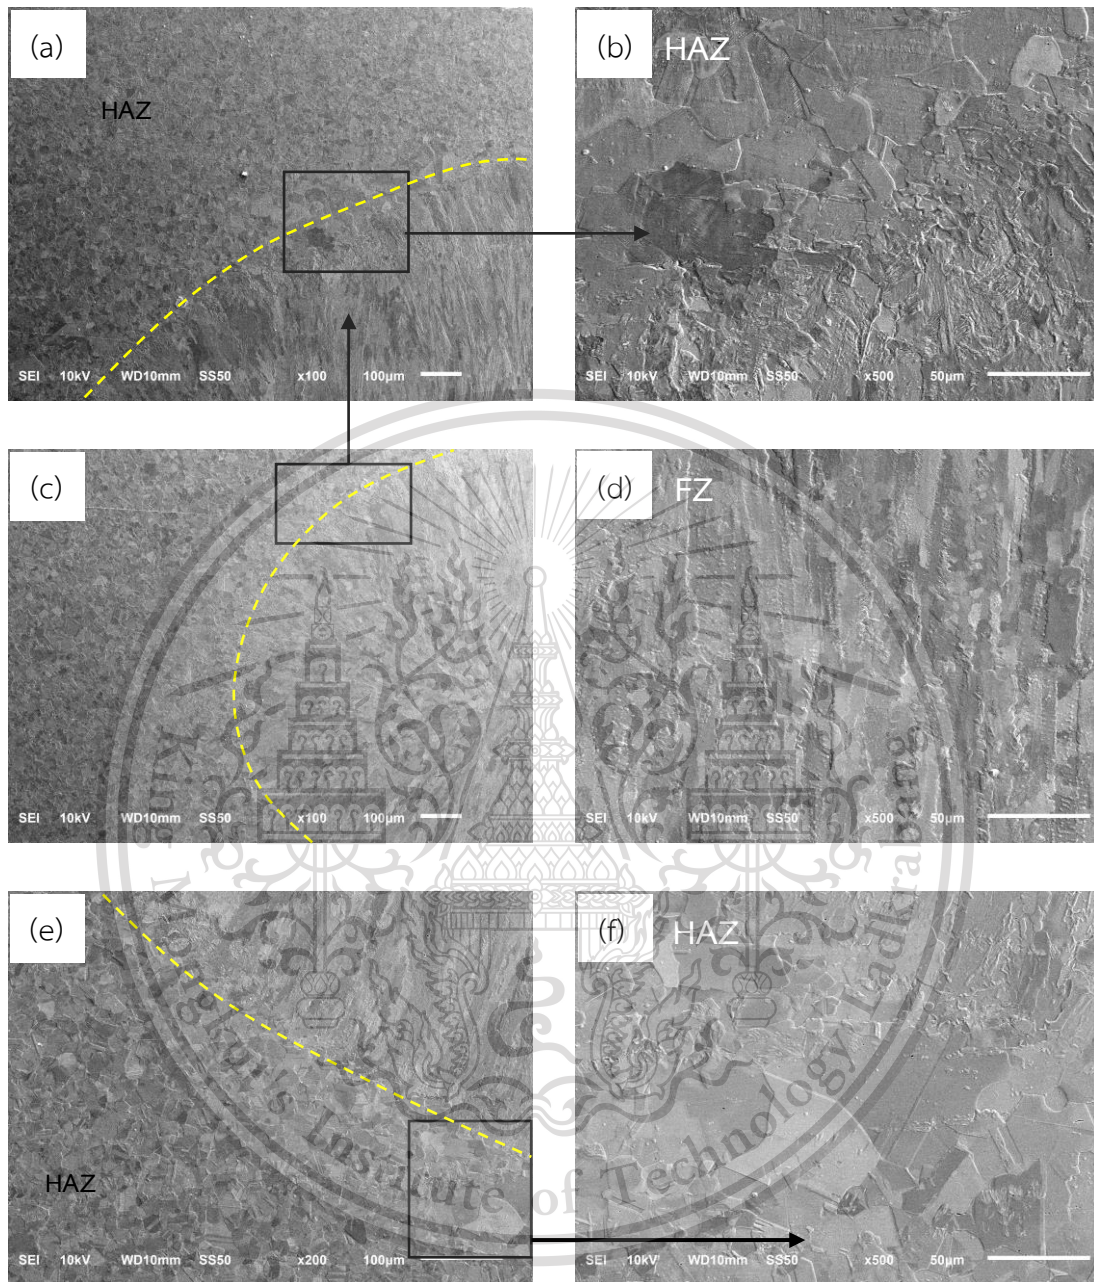 (a)
HAZ
SEI 10kV WD10mm SS50 x100 100µm
(b) HAZ
SEI 10kV WD10mm SS50 x500 50µm
(c)
SEI 10kV WD10mm SS50 x100 100µm
(d) FZ
SEI 10kV WD10mm SS50 x500 50µm
(e)
HAZ
SEI 10kV WD10mm SS50 x200 100µm
(f) HAZ
SEI 10kV WD10mm SS50 x500 50µm
King Mongkut's Institute of Technology Ladkrabang